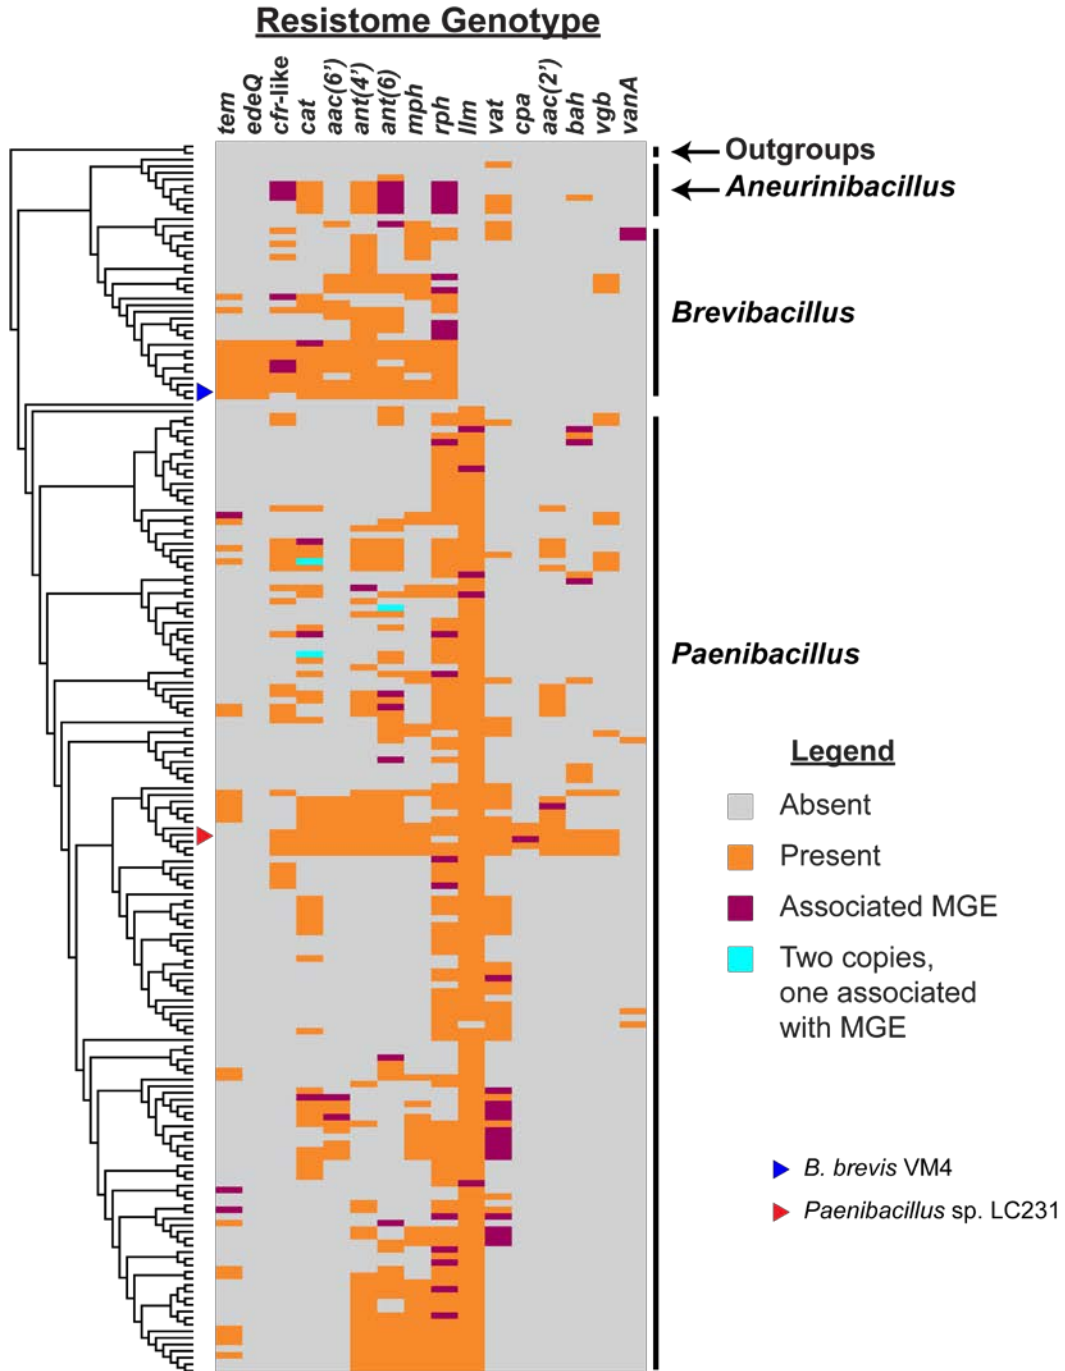 Resistome Genotype
tem
edeQ
cfr-like
cat
aac(6')
ant(4')
ant(6)
mph
rph
llm
vat
cpa
aac(2')
bah
vgb
vanA
Outgroups
Aneurinibacillus
Brevibacillus
Paenibacillus
Legend
Absent
Present
Associated MGE
Two copies,
one associated
with MGE
B. brevis VM4
Paenibacillus sp. LC231